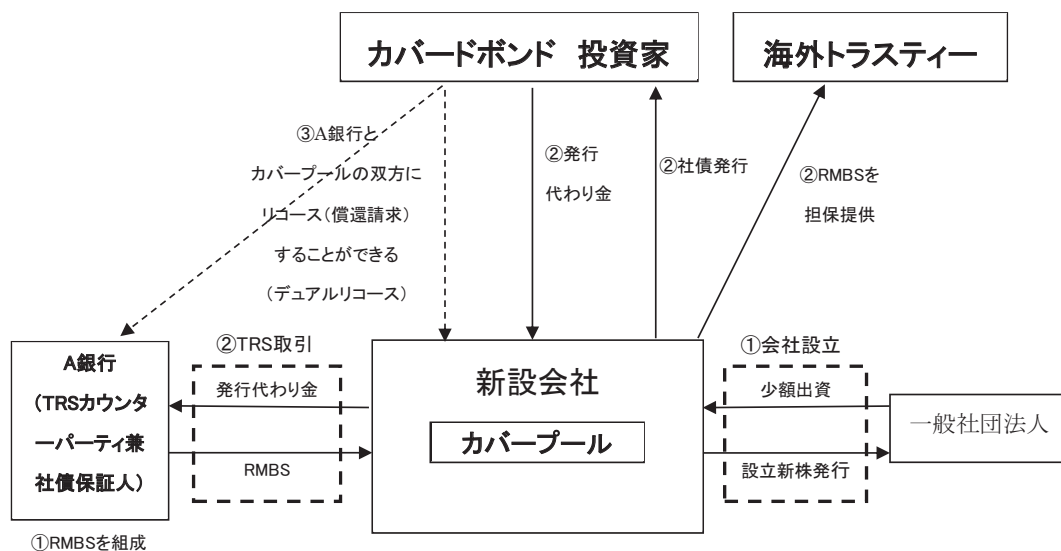 カバードボンド 投資家
海外トラスティー
③A銀行と
カバープールの双方に
リコース(償還請求)
することができる
(デュアルリコース)
②発行
代わり金
②社債発行
②RMBSを
担保提供
A銀行
(TRSカウンタ
ーパーティ兼
社債保証人)
①RMBSを組成
②TRS取引
発行代わり金
RMBS
新設会社
カバープール
①会社設立
少額出資
設立新株発行
一般社団法人